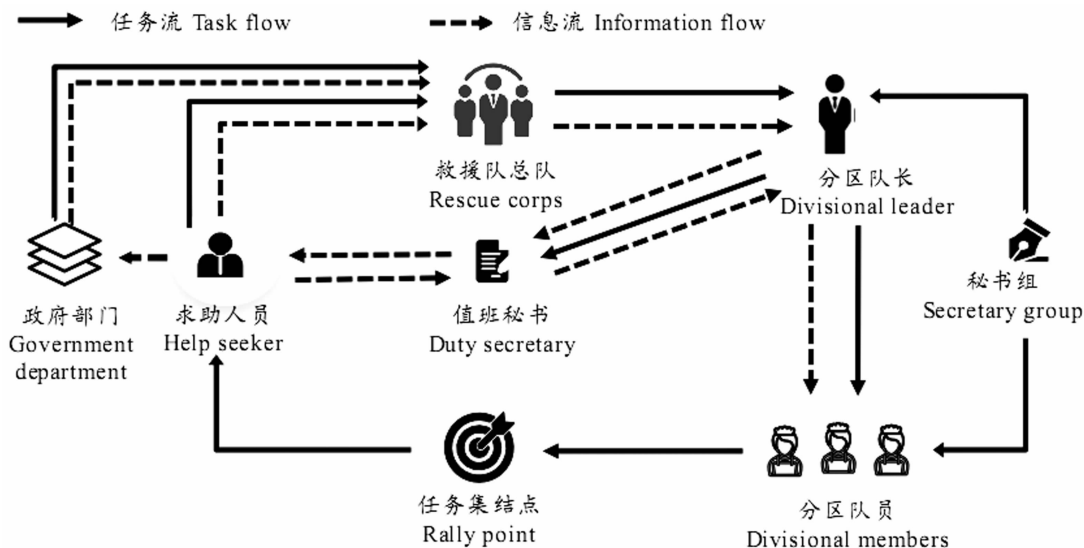 任务流 Task flow
信息流 Information flow
救援队总队
Rescue corps
分区队长
Divisional leader
政府部门
Government
department
求助人员
Help seeker
值班秘书
Duty secretary
秘书组
Secretary group
任务集结点
Rally point
分区队员
Divisional members